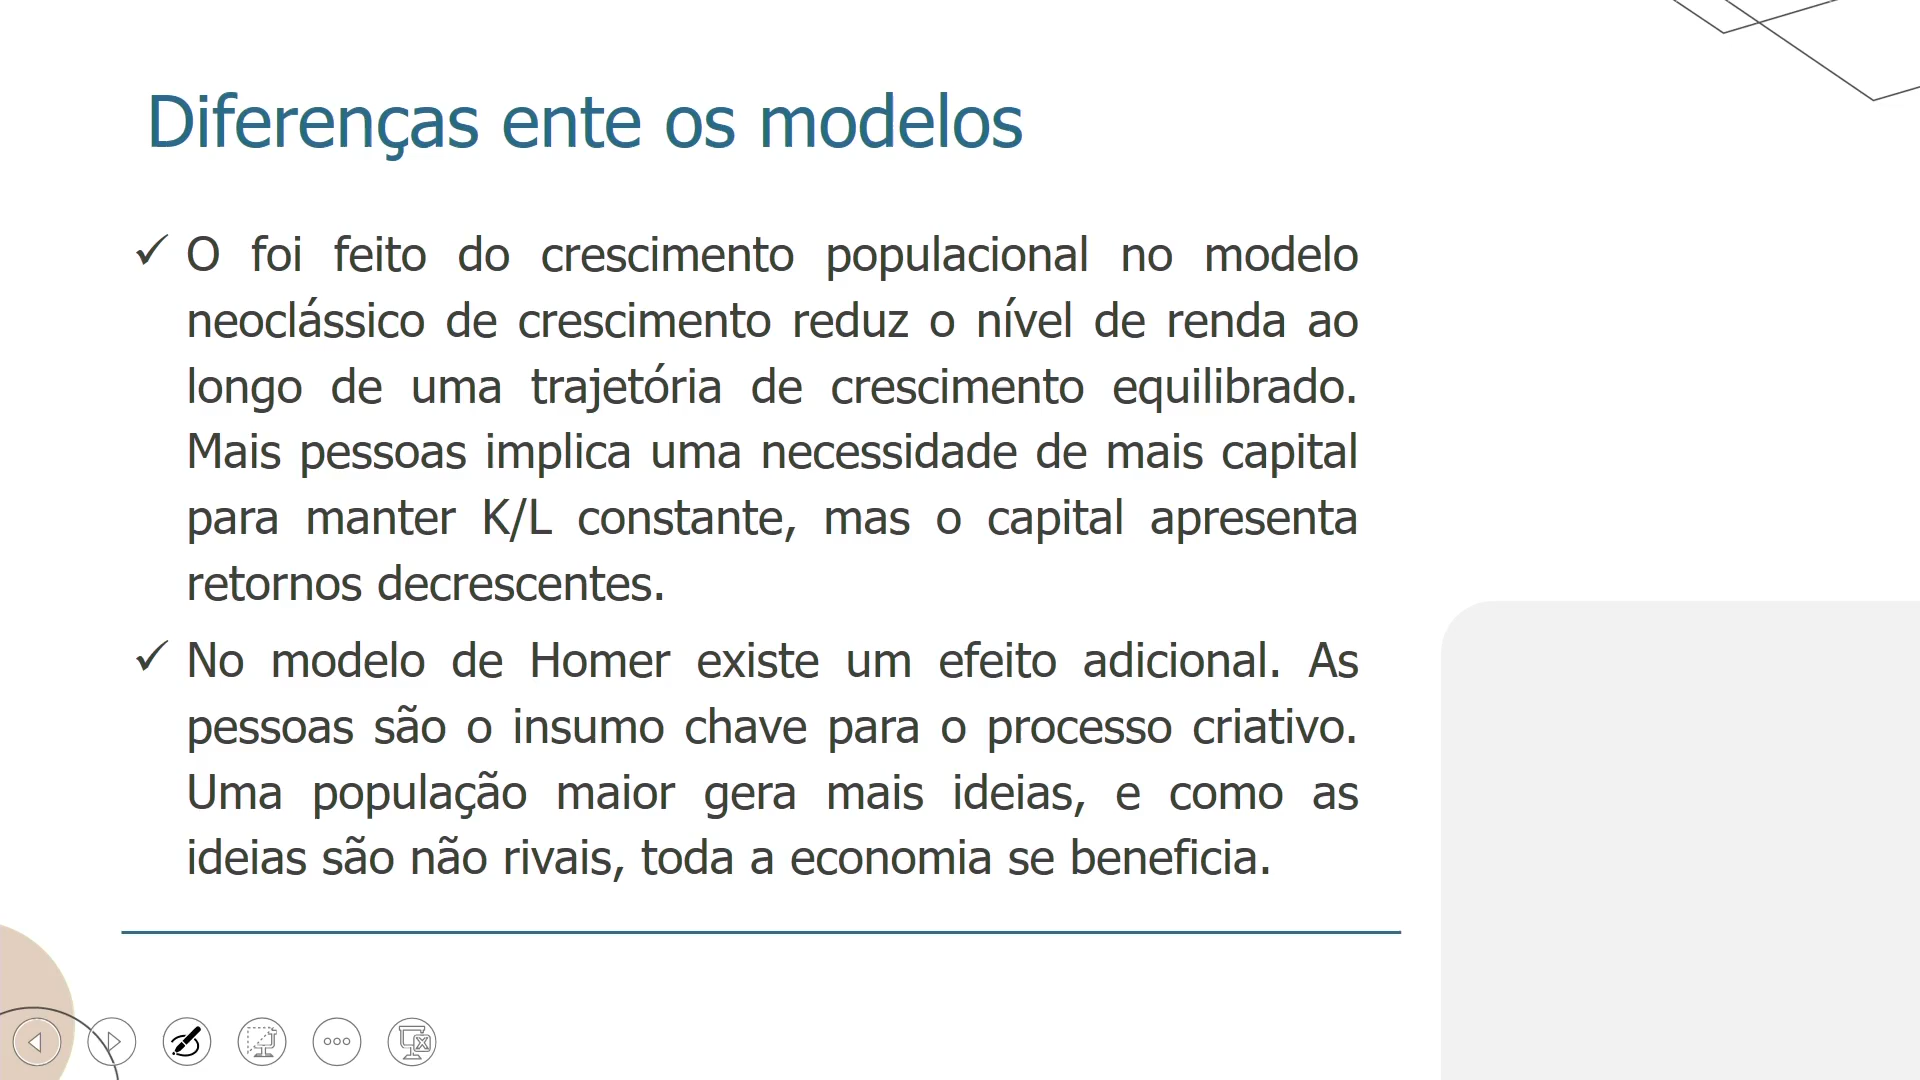 Diferenças ente os modelos
O foi feito do crescimento populacional no modelo
neoclássico de crescimento reduz o nível de renda ao
longo de uma trajetória de crescimento equilibrado.
Mais pessoas implica uma necessidade de mais capital
para manter K/L constante, mas o capital apresenta
retornos decrescentes.
No modelo de Homer existe um efeito adicional. As
pessoas são o insumo chave para o processo criativo.
Uma população maior gera mais ideias, e como as
ideias são não rivais, toda a economia se beneficia.